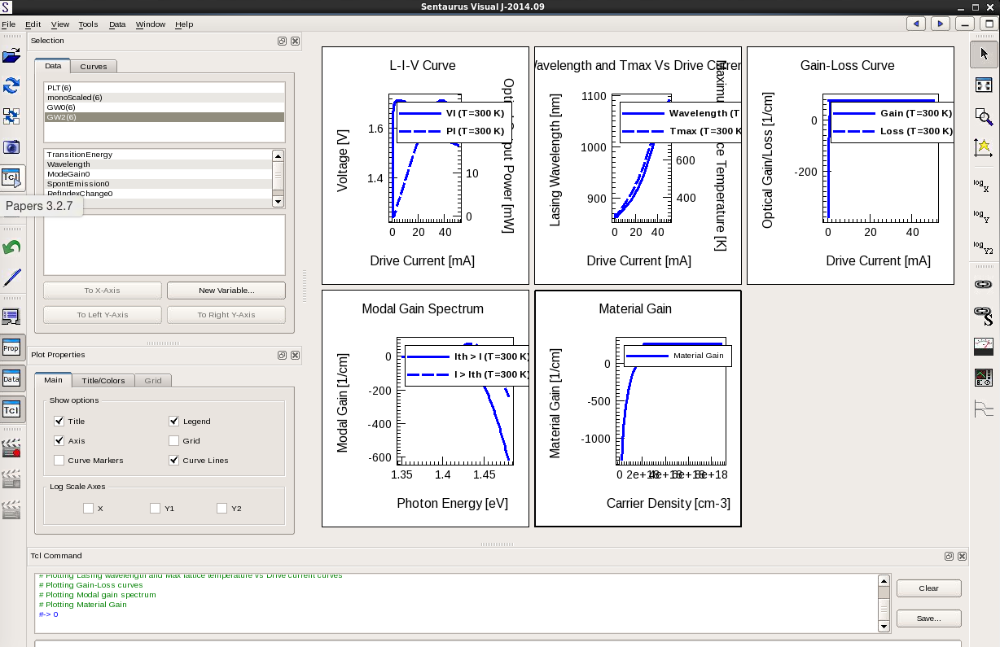 S Sentaurus Visual J-2014.09
File Edit View Tools Data Window Help
Selection
Data Curves
PLT(6)
monoScaled(6)
GW0(6)
GW2(6)
TransitionEnergy
Wavelength
ModeGain0
SpontEmission0
RefIndexChange0
Tcl
Papers 3.2.7
To X-Axis New Variable...
To Left Y-Axis To Right Y-Axis
Plot Properties
Main Title/Colors Grid
Show options
Title Legend
Axis Grid
Curve Markers Curve Lines
Log Scale Axes
X Y1 Y2
Prop
Data
Tcl
L-I-V Curve
VI (T=300 K)
PI (T=300 K)
Voltage [V]
1.6
1.4
10
0
0 20 40
Drive Current [mA]
Wavelength and Tmax Vs Drive Curren
Wavelength (T
Tmax (T=300 K
Lasing Wavelength [nm]
1100
1000
900
600
400
0 20 40
Drive Current [mA]
Gain-Loss Curve
Gain (T=300 K)
Loss (T=300 K)
Optical Gain/Loss [1/cm]
0
-200
0 20 40
Drive Current [mA]
Modal Gain Spectrum
Ith > I (T=300 K)
I > Ith (T=300 K)
Modal Gain [1/cm]
0
-200
-400
-600
1.35 1.4 1.45
Photon Energy [eV]
Material Gain
Material Gain
Material Gain [1/cm]
0
-500
-1000
0 2e+18 4e+18 6e+18 8e+18
Carrier Density [cm-3]
log X
log Y
log Y2
S
Tcl Command
# Plotting Lasing wavelength and Max lattice temperature vs Drive current curves
# Plotting Gain-Loss curves
# Plotting Modal gain spectrum
# Plotting Material Gain
#-> 0
Clear
Save...